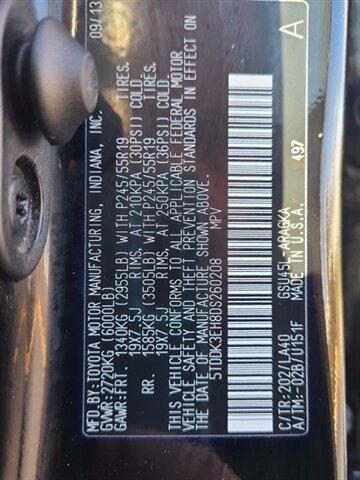 MFD. BY:TOYOTA MOTOR MANUFACTURING, INDIANA, INC. 09/13
GVWR: 2720KG (6000LB)
GAWR:FRT. 1340KG (2955LB) WITH P245/55R19 TIRES,
19X7.5J RIMS, AT 210KPA (30PSI) COLD.
RR. 1585KG (3505LB) WITH P245/55R19 TIRES,
19X7.5J RIMS, AT 250KPA (36PSI) COLD.
THIS VEHICLE CONFORMS TO ALL APPLICABLE FEDERAL MOTOR
VEHICLE SAFETY AND THEFT PREVENTION STANDARDS IN EFFECT ON
THE DATE OF MANUFACTURE SHOWN ABOVE.
5TDDK3EH8DS260208 MPV
497
C/TR:202/LA40 GSU45L-ARAGKA A
A/TM:-02B/U151F MADE IN U.S.A.